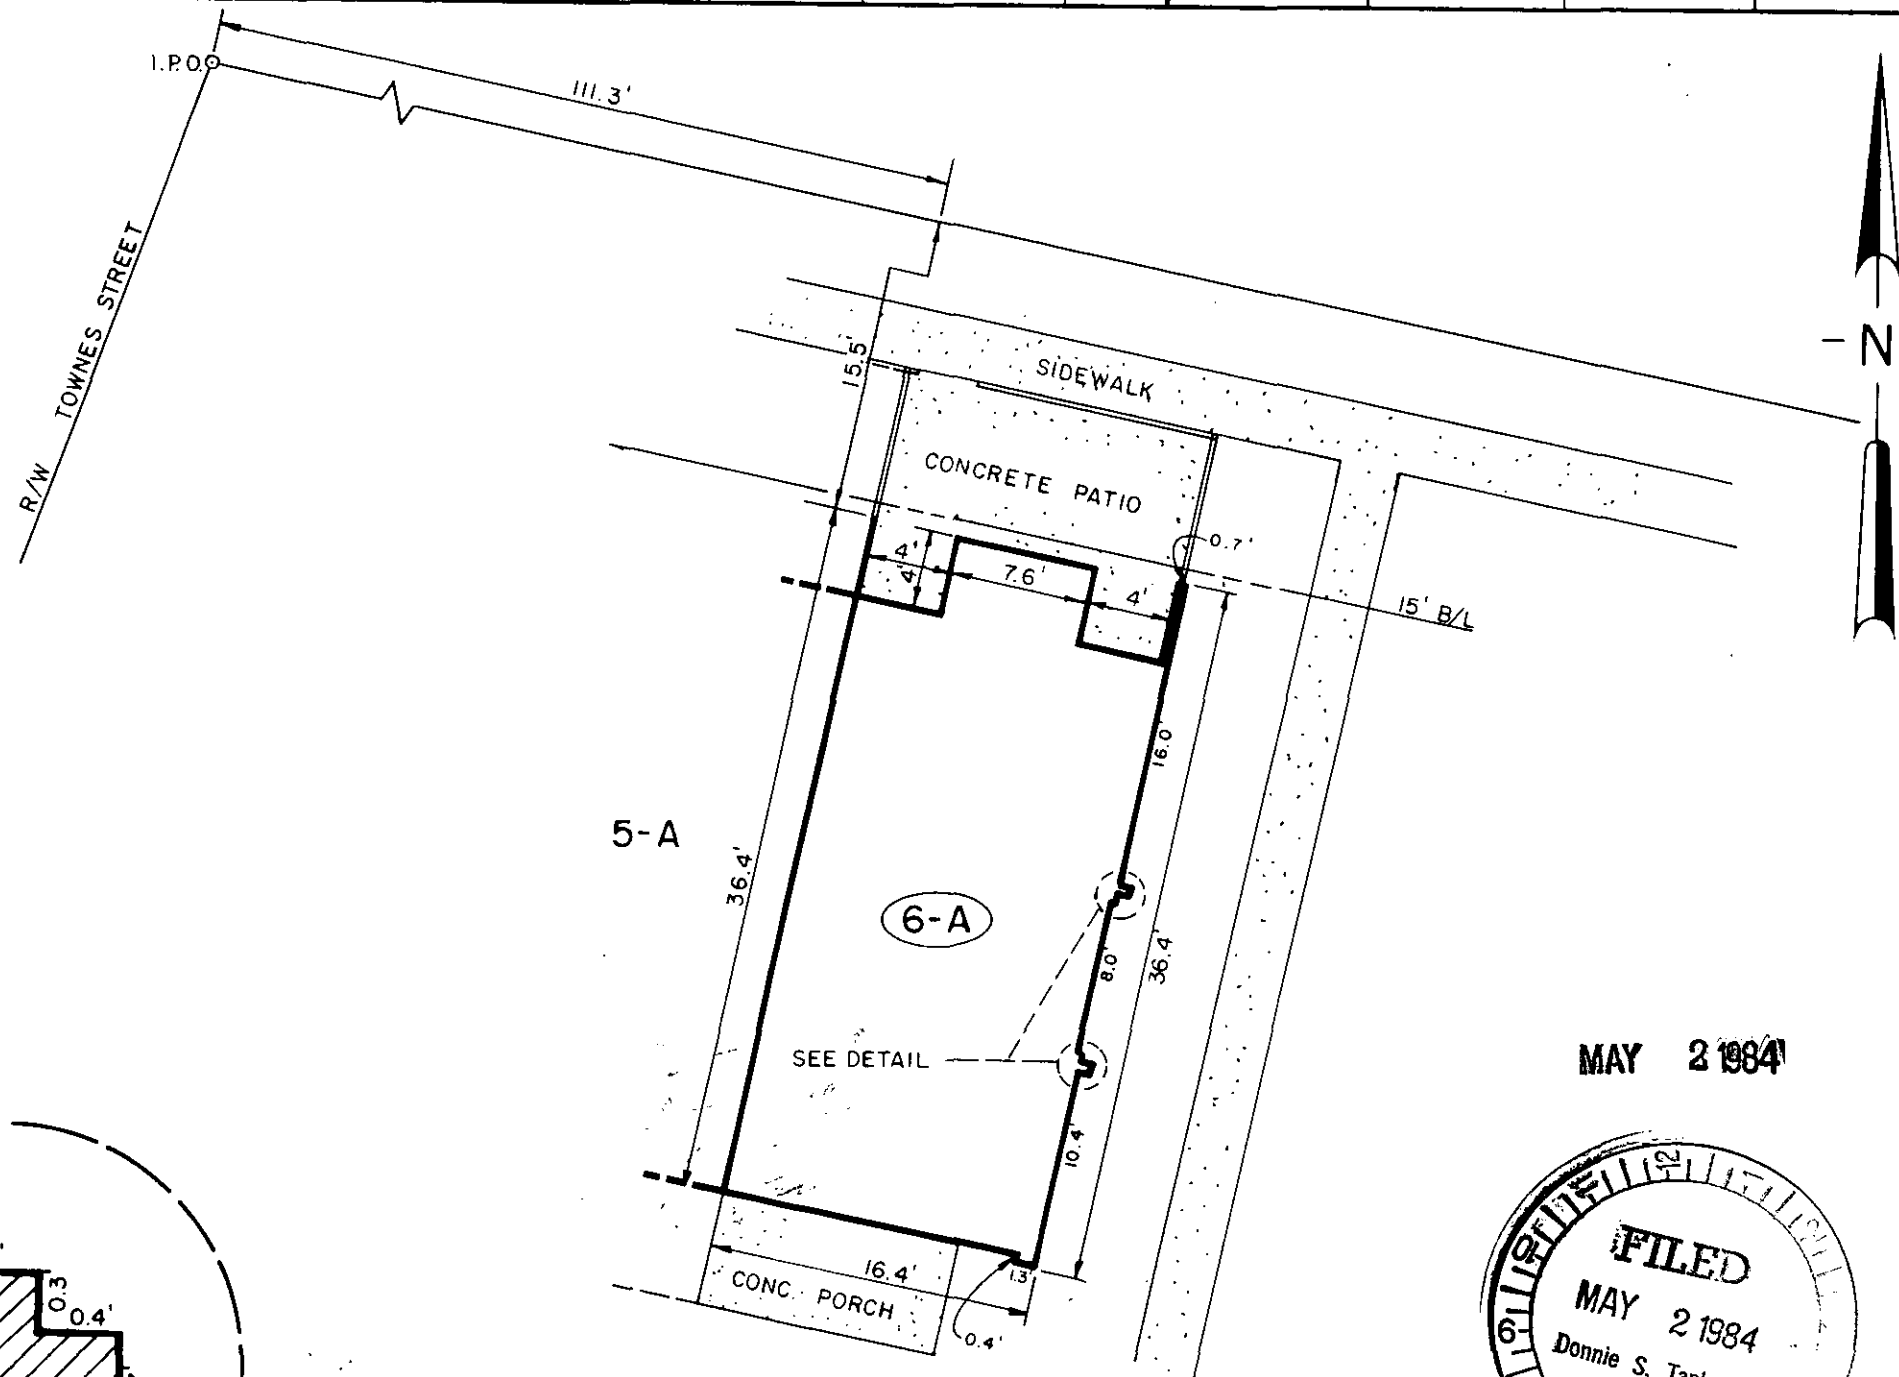 I.P.O.
111.3'
R/W TOWNES STREET
N
15.5'
SIDEWALK
CONCRETE PATIO
0.7'
4'
4'
7.6'
4'
15' B/L
16.0'
5-A
36.4'
6-A
8.0'
36.4'
SEE DETAIL
10.4'
MAY 2 1984
16.4'
1.3'
CONC. PORCH
0.4'
0.3
0.4'
12
9
FILED
MAY 2 1984
Donnie S.